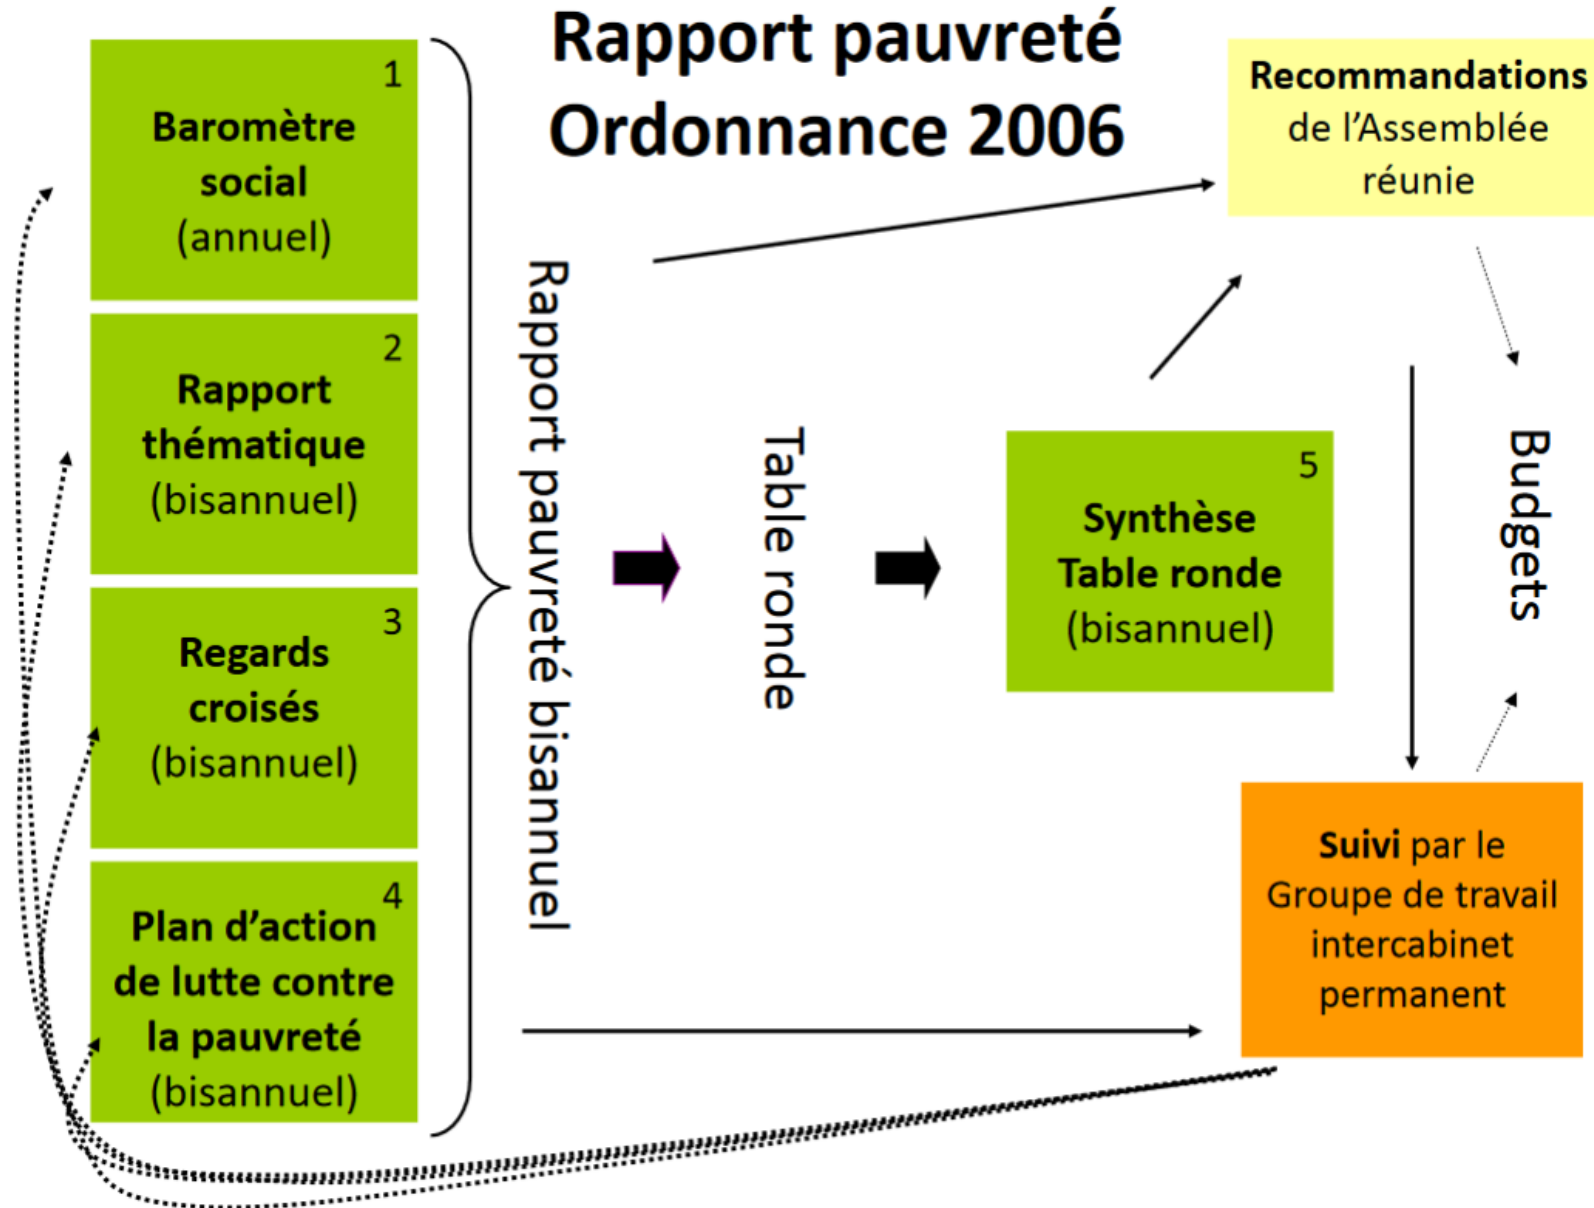 Rapport pauvreté
Ordonnance 2006
1
Baromètre
social
(annuel)
2
Rapport
thématique
(bisannuel)
3
Regards
croisés
(bisannuel)
4
Plan d’action
de lutte contre
la pauvreté
(bisannuel)
Rapport pauvreté bisannuel
Table ronde
5
Synthèse
Table ronde
(bisannuel)
Recommandations
de l’Assemblée
réunie
Budgets
Suivi par le
Groupe de travail
intercabinet
permanent